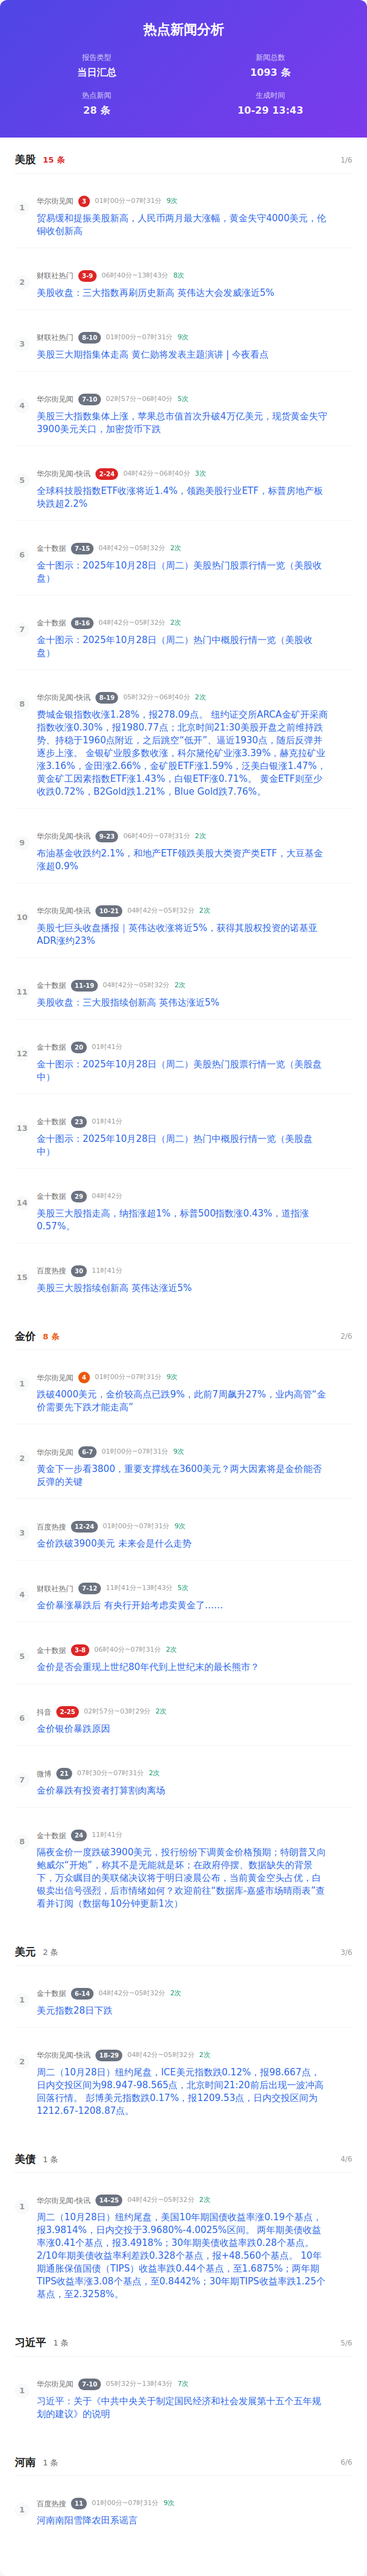 热点新闻分析
报告类型
新闻总数
当日汇总
1093 条
热点新闻
生成时间
28 条
10-29 13:43
美股 15 条 1/6
1
华尔街见闻 3 01时00分~07时31分 9次
贸易缓和提振美股新高，人民币两月最大涨幅，黄金失守4000美元，伦
铜收创新高
2
财联社热门 3-9 06时40分~13时43分 8次
美股收盘：三大指数再刷历史新高 英伟达大会发威涨近5%
3
财联社热门 8-10 01时00分~07时31分 9次
美股三大期指集体走高 黄仁勋将发表主题演讲 | 今夜看点
4
华尔街见闻 7-10 02时57分~06时40分 5次
美股三大指数集体上涨，苹果总市值首次升破4万亿美元，现货黄金失守
3900美元关口，加密货币下跌
5
华尔街见闻-快讯 2-24 04时42分~06时40分 3次
全球科技股指数ETF收涨将近1.4%，领跑美股行业ETF，标普房地产板
块跌超2.2%
6
金十数据 7-15 04时42分~05时32分 2次
金十图示：2025年10月28日（周二）美股热门股票行情一览（美股收
盘）
7
金十数据 8-16 04时42分~05时32分 2次
金十图示：2025年10月28日（周二）热门中概股行情一览（美股收
盘）
8
华尔街见闻-快讯 8-19 05时32分~06时40分 2次
费城金银指数收涨1.28%，报278.09点。 纽约证交所ARCA金矿开采商
指数收涨0.30%，报1980.77点；北京时间21:30美股开盘之前维持跌
势、持稳于1960点附近，之后跳空“低开”、逼近1930点，随后反弹并
逐步上涨。 金银矿业股多数收涨，科尔黛伦矿业涨3.39%，赫克拉矿业
涨3.16%，金田涨2.66%，金矿股ETF涨1.59%，泛美白银涨1.47%，
黄金矿工因素指数ETF涨1.43%，白银ETF涨0.71%。 黄金ETF则至少
收跌0.72%，B2Gold跌1.21%，Blue Gold跌7.76%。
9
华尔街见闻-快讯 9-23 06时40分~07时31分 2次
布油基金收跌约2.1%，和地产ETF领跌美股大类资产类ETF，大豆基金
涨超0.9%
10
华尔街见闻-快讯 10-21 04时42分~05时32分 2次
美股七巨头收盘播报｜英伟达收涨将近5%，获得其股权投资的诺基亚
ADR涨约23%
11
金十数据 11-19 04时42分~05时32分 2次
美股收盘：三大股指续创新高 英伟达涨近5%
12
金十数据 20 01时41分
金十图示：2025年10月28日（周二）美股热门股票行情一览（美股盘
中）
13
金十数据 23 01时41分
金十图示：2025年10月28日（周二）热门中概股行情一览（美股盘
中）
14
金十数据 29 04时42分
美股三大股指走高，纳指涨超1%，标普500指数涨0.43%，道指涨
0.57%。
15
百度热搜 30 11时41分
美股三大股指续创新高 英伟达涨近5%
金价 8 条 2/6
1
华尔街见闻 4 01时00分~07时31分 9次
跌破4000美元，金价较高点已跌9%，此前7周飙升27%，业内高管“金
价需要先下跌才能走高”
2
华尔街见闻 6-7 01时00分~07时31分 9次
黄金下一步看3800，重要支撑线在3600美元？两大因素将是金价能否
反弹的关键
3
百度热搜 12-24 01时00分~07时31分 9次
金价跌破3900美元 未来会是什么走势
4
财联社热门 7-12 11时41分~13时43分 5次
金价暴涨暴跌后 有央行开始考虑卖黄金了……
5
金十数据 3-8 06时40分~07时31分 2次
金价是否会重现上世纪80年代到上世纪末的最长熊市？
6
抖音 2-25 02时57分~03时29分 2次
金价银价暴跌原因
7
微博 21 07时30分~07时31分 2次
金价暴跌有投资者打算割肉离场
8
金十数据 24 11时41分
隔夜金价一度跌破3900美元，投行纷纷下调黄金价格预期；特朗普又向
鲍威尔“开炮”，称其不是无能就是坏；在政府停摆、数据缺失的背景
下，万众瞩目的美联储决议将于明日凌晨公布，当前黄金空头占优，白
银卖出信号强烈，后市情绪如何？欢迎前往“数据库-嘉盛市场晴雨表”查
看并订阅（数据每10分钟更新1次）
美元 2 条 3/6
1
金十数据 6-14 04时42分~05时32分 2次
美元指数28日下跌
2
华尔街见闻-快讯 18-29 04时42分~05时32分 2次
周二（10月28日）纽约尾盘，ICE美元指数跌0.12%，报98.667点，
日内交投区间为98.947-98.565点，北京时间21:20前后出现一波冲高
回落行情。 彭博美元指数跌0.17%，报1209.53点，日内交投区间为
1212.67-1208.87点。
美债 1 条 4/6
1
华尔街见闻-快讯 14-25 04时42分~05时32分 2次
周二（10月28日）纽约尾盘，美国10年期国债收益率涨0.19个基点，
报3.9814%，日内交投于3.9680%-4.0025%区间。 两年期美债收益
率涨0.41个基点，报3.4918%；30年期美债收益率跌0.28个基点。
2/10年期美债收益率利差跌0.328个基点，报+48.560个基点。 10年
期通胀保值国债（TIPS）收益率跌0.44个基点，至1.6875%；两年期
TIPS收益率涨3.08个基点，至0.8442%；30年期TIPS收益率跌1.25个
基点，至2.3258%。
习近平 1 条 5/6
1
华尔街见闻 7-10 05时32分~13时43分 7次
习近平：关于《中共中央关于制定国民经济和社会发展第十五个五年规
划的建议》的说明
河南 1 条 6/6
1
百度热搜 11 01时00分~07时31分 9次
河南南阳雪降农田系谣言